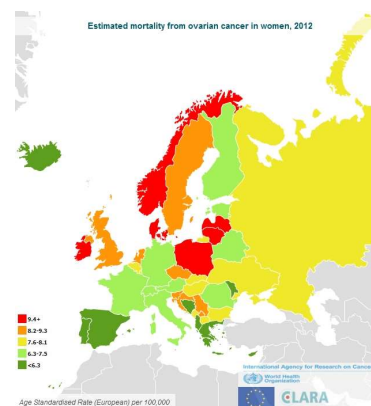 Estimated mortality from ovarian cancer in women, 2012
9.4+
8.2-9.3
7.6-8.1
6.3-7.5
<6.3
International Agency for Research on Cancer
World Health
Organization
Age Standardised Rate (European) per 100,000